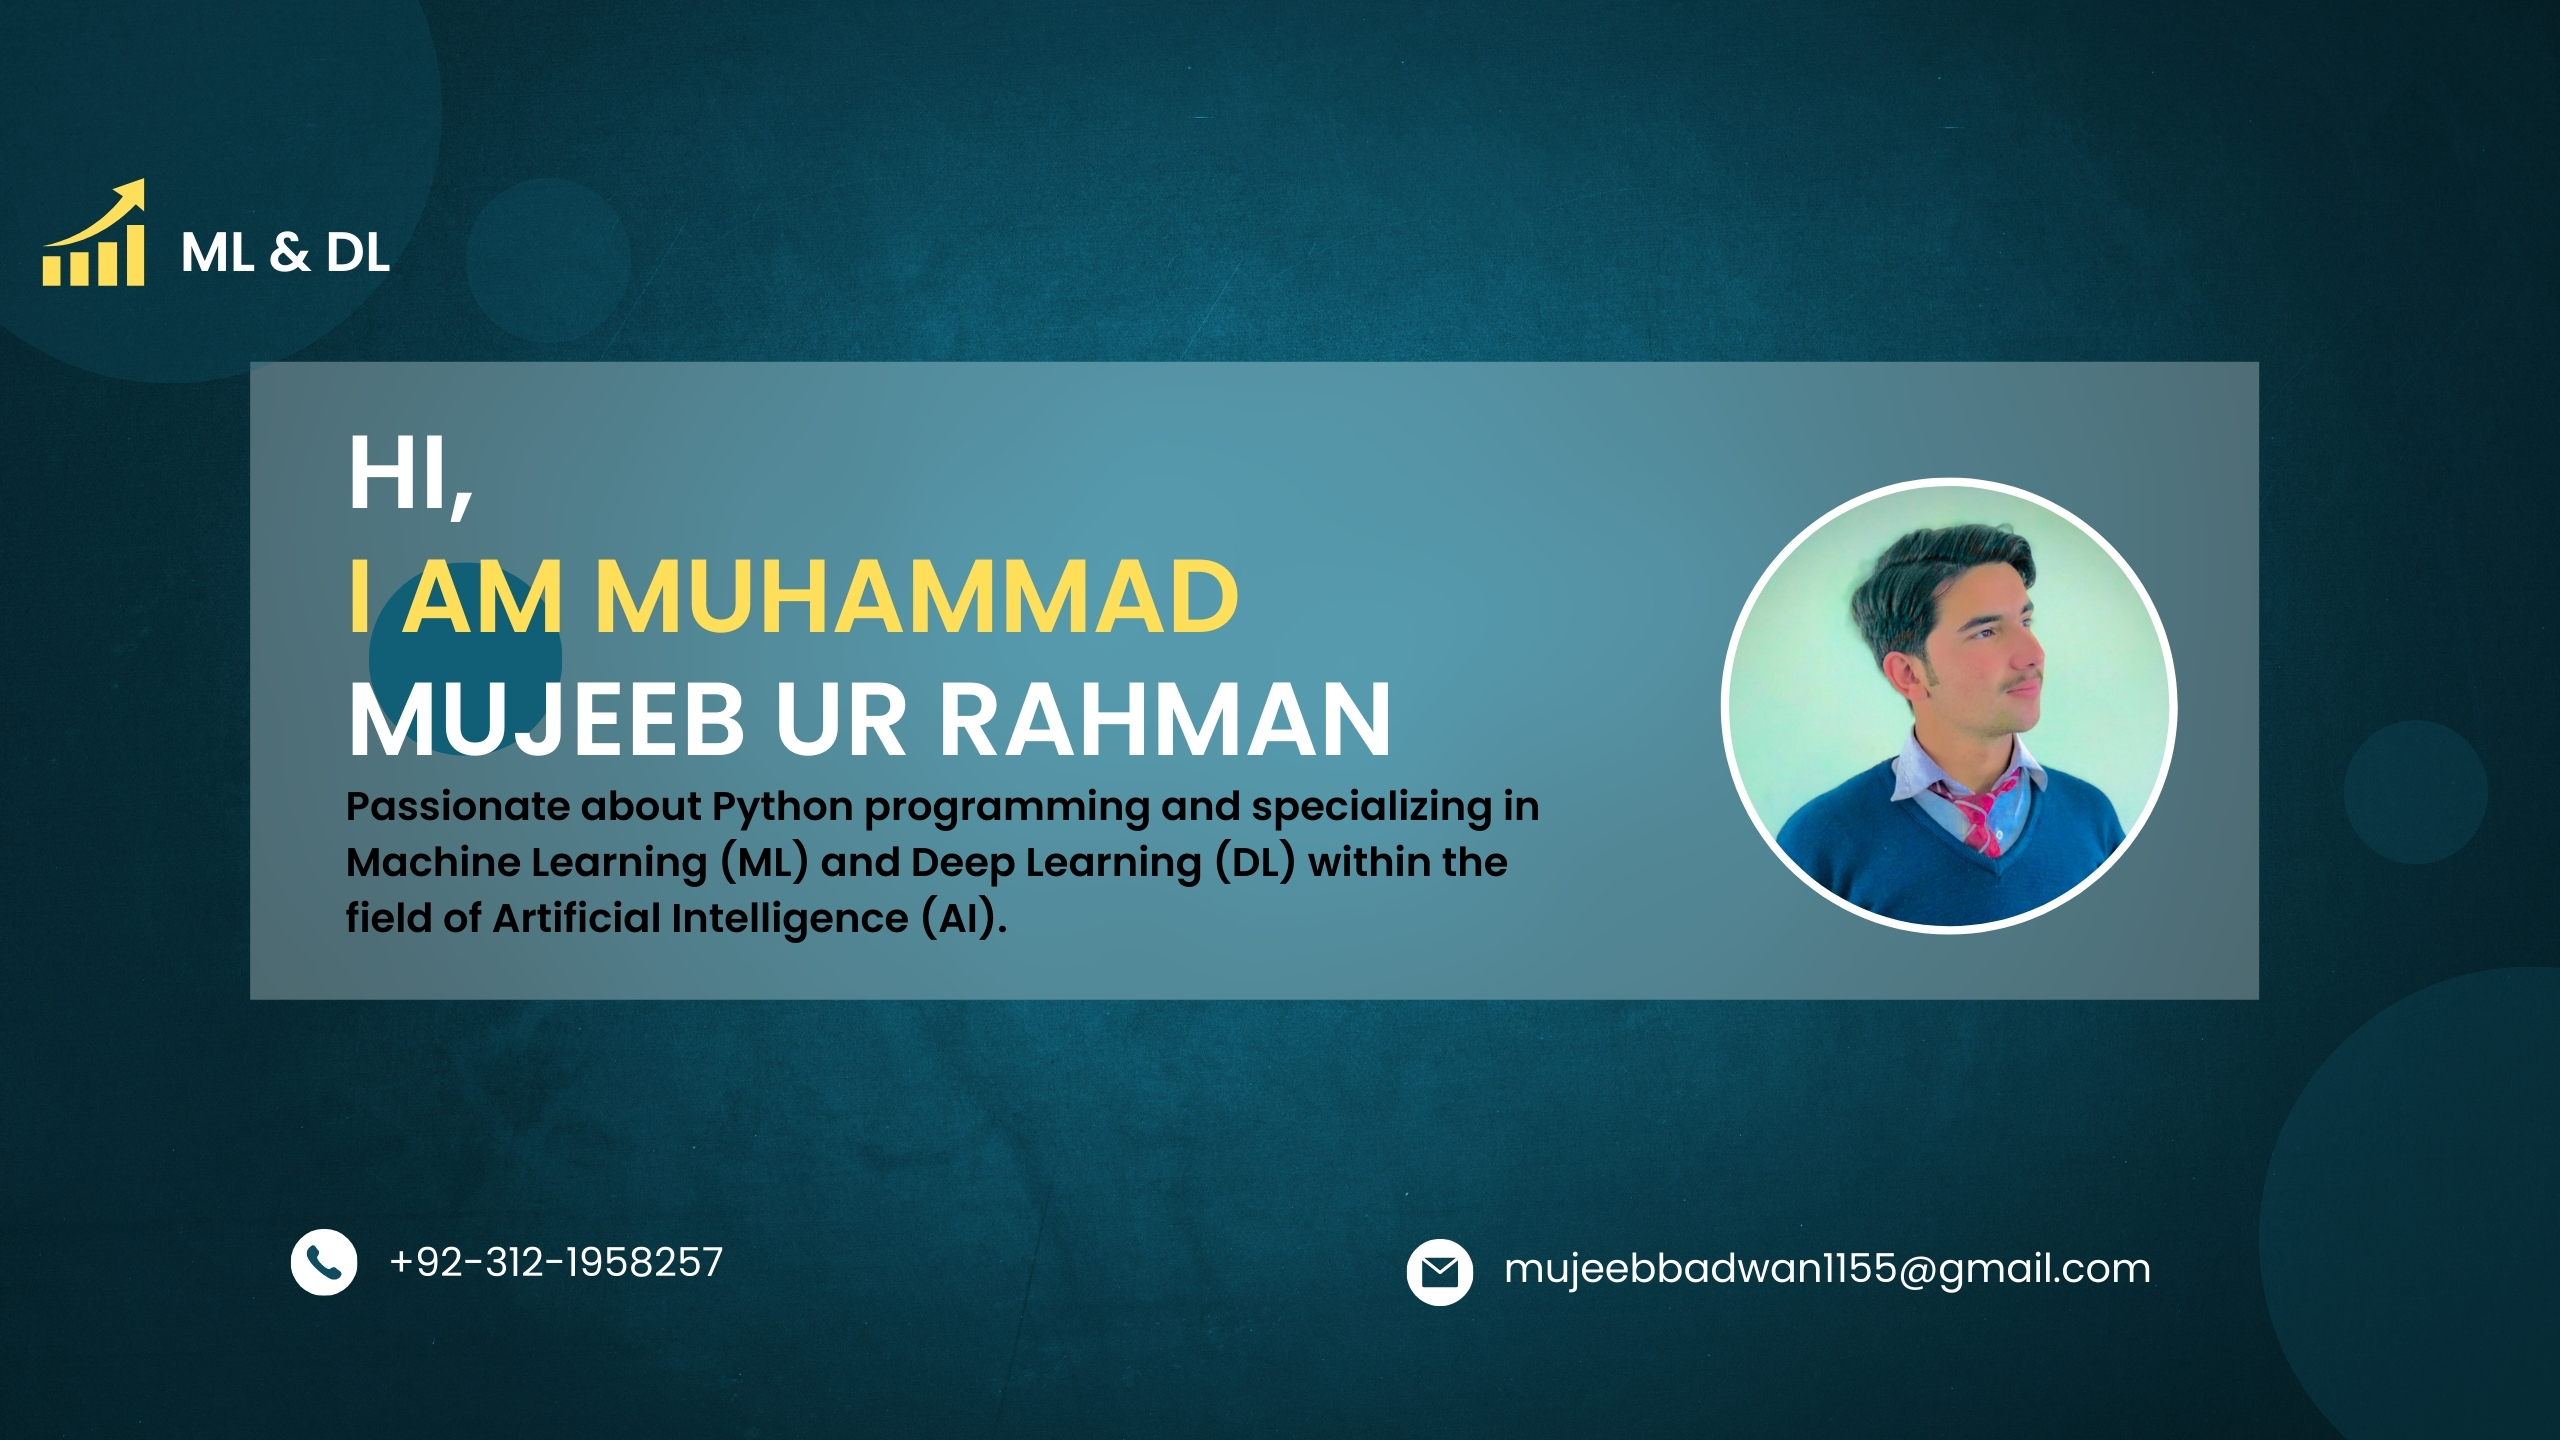 ML & DL
HI,
I AM MUHAMMAD
MUJEEB UR RAHMAN
Passionate about Python programming and specializing in
Machine Learning (ML) and Deep Learning (DL) within the
field of Artificial Intelligence (AI).
+92-312-1958257
mujeebbadwan1155@gmail.com